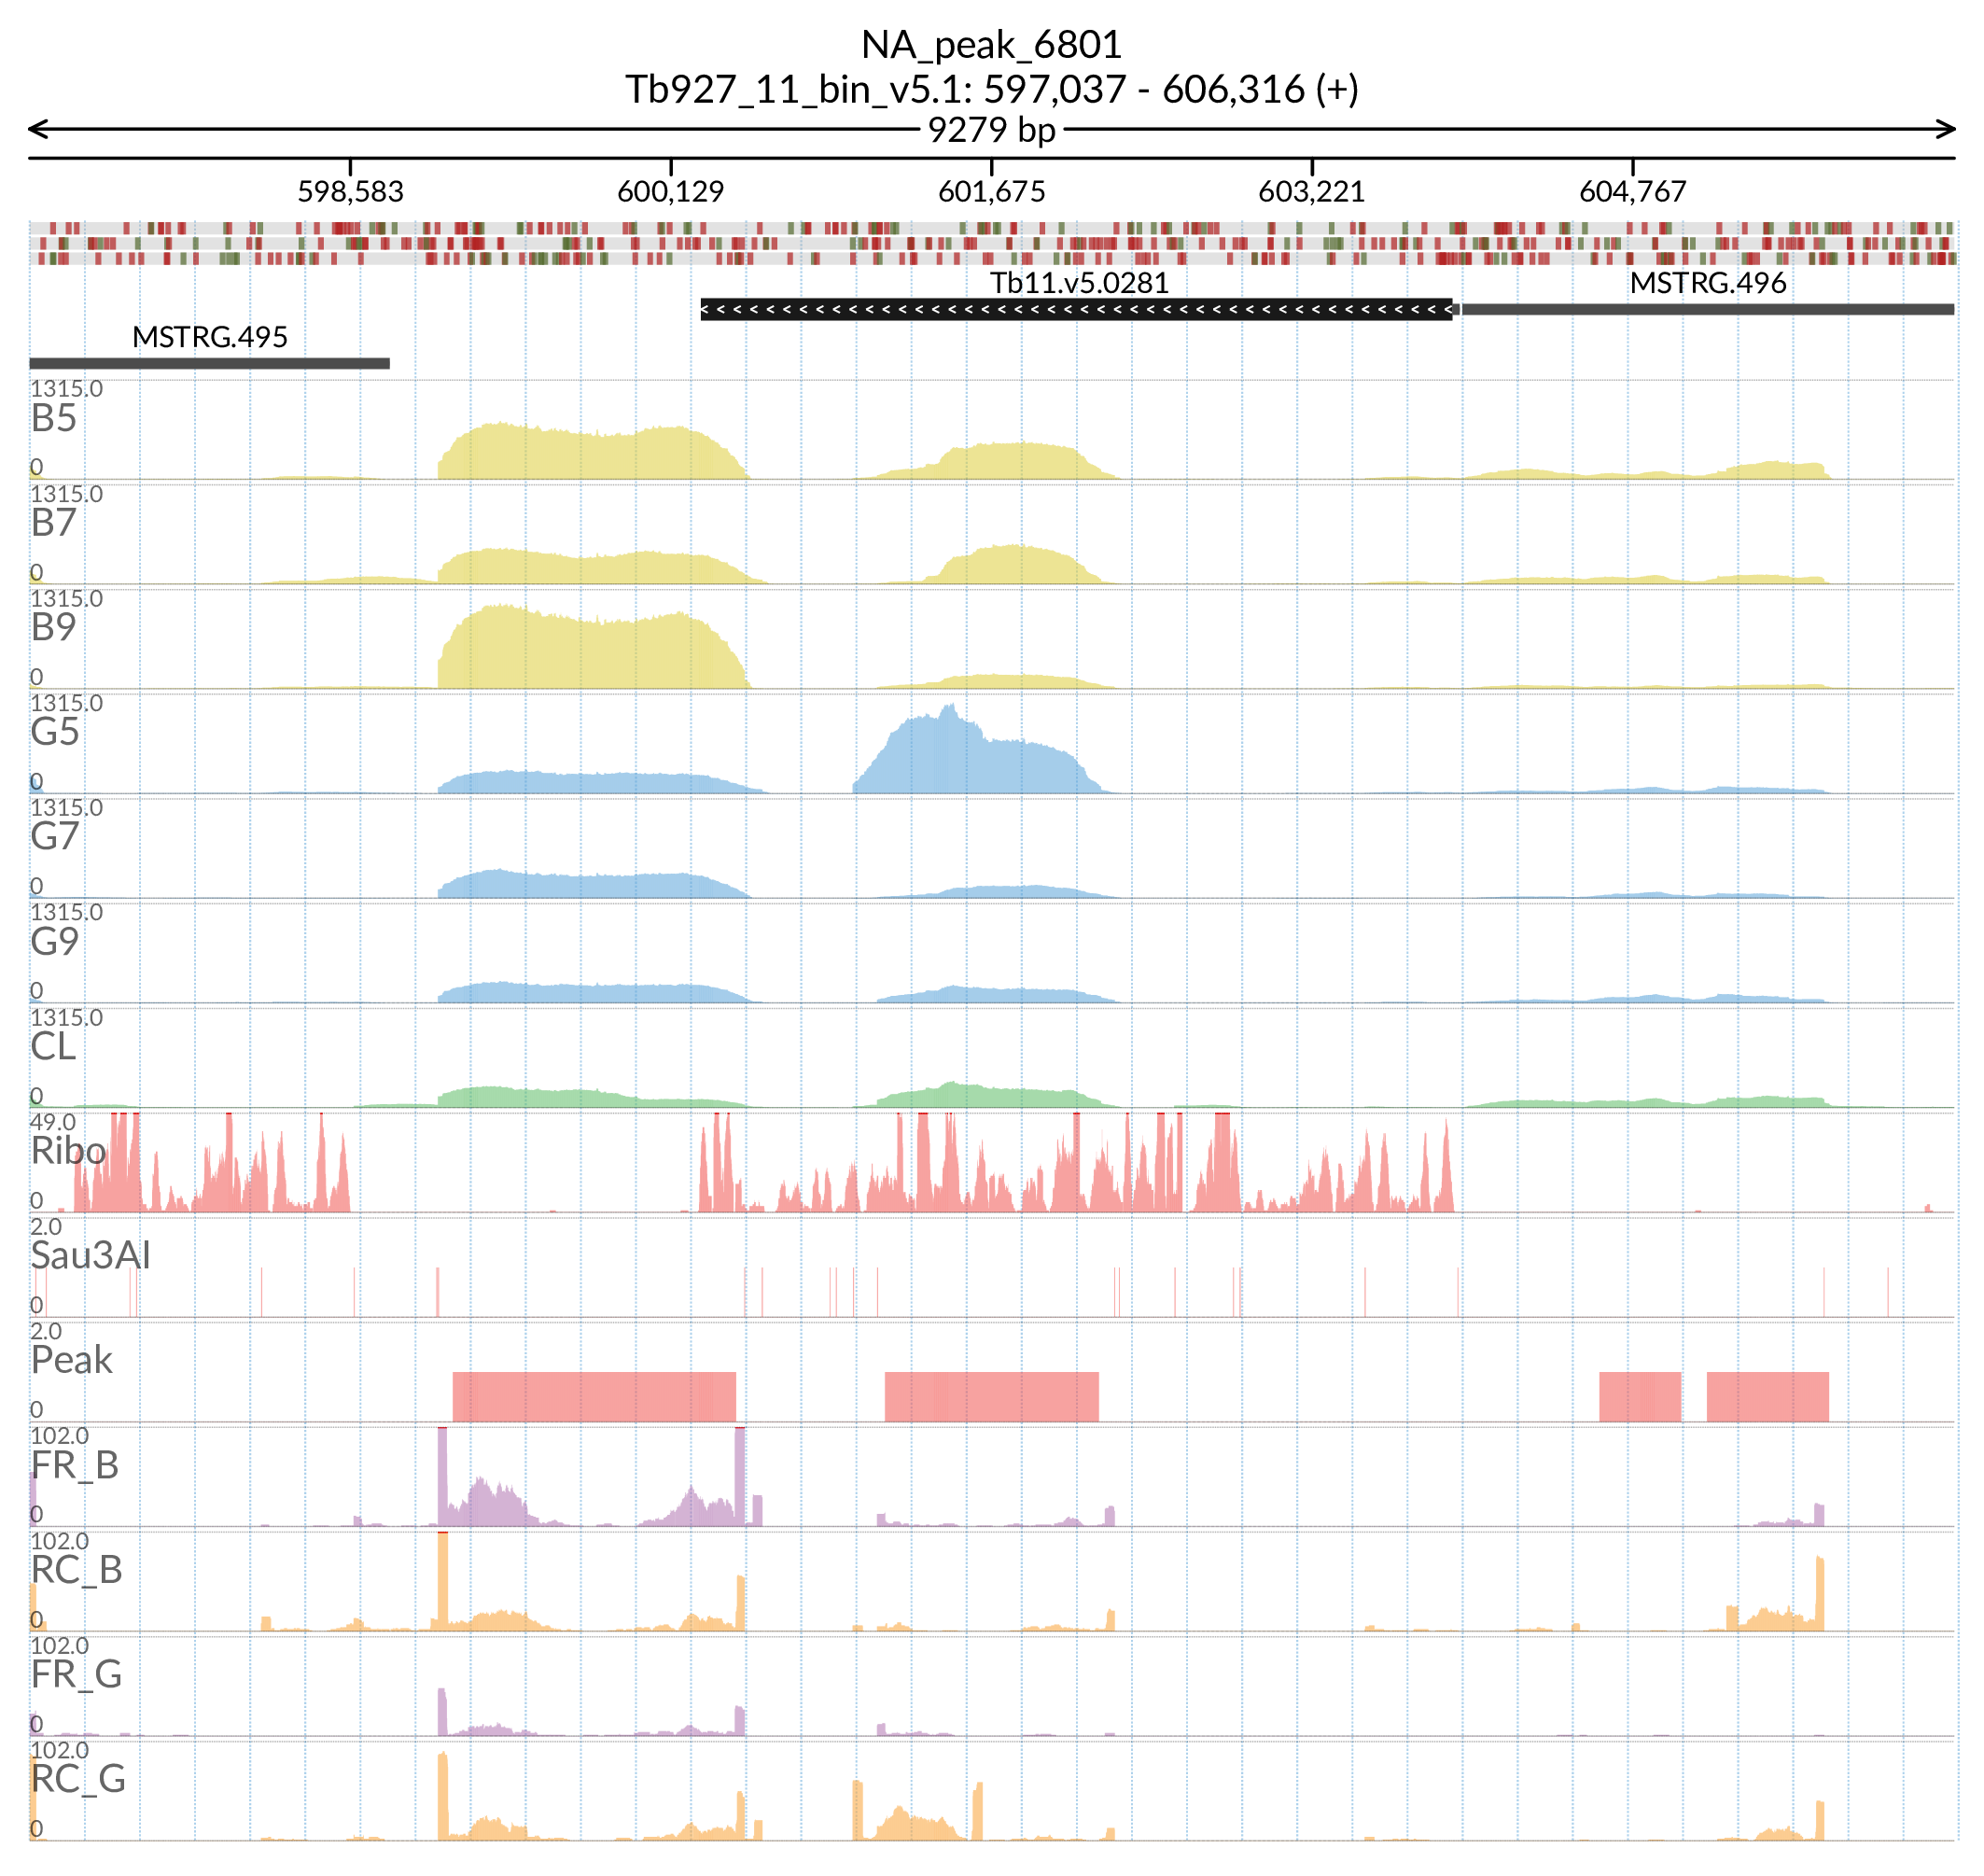 NA_peak_6801
Tb927_11_bin_v5.1: 597,037 - 606,316 (+)
9279 bp
598,583 600,129 601,675 603,221 604,767
Tb11.v5.0281 MSTRG.496
MSTRG.495
1315.0
B5
0
1315.0
B7
0
1315.0
B9
0
1315.0
G5
0
1315.0
G7
0
1315.0
G9
0
1315.0
CL
0
49.0
Ribo
0
2.0
Sau3AI
0
2.0
Peak
0
102.0
FR_B
0
102.0
RC_B
0
102.0
FR_G
0
102.0
RC_G
0